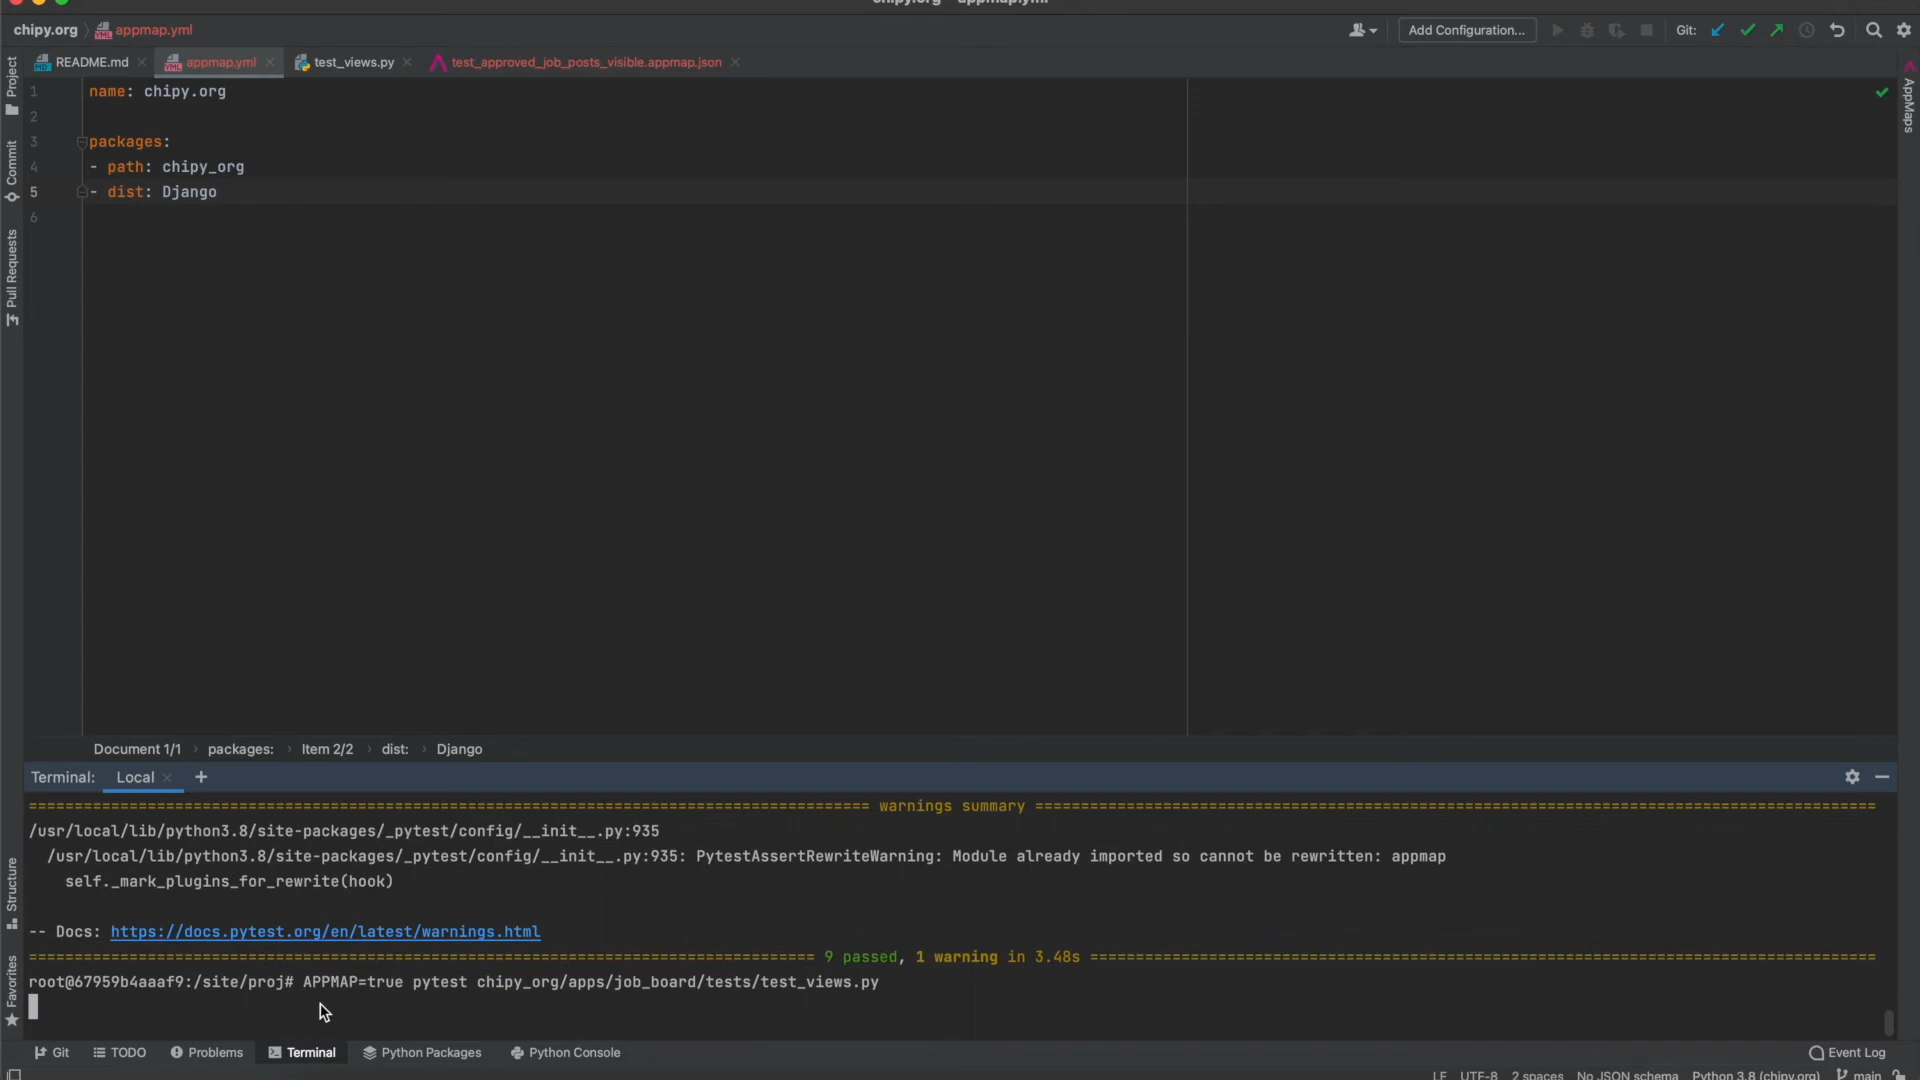 chipy.org appmap.yml
Add Configuration...
Git:
README.md
appmap.yml
test_views.py
test_approved_job_posts_visible.appmap.json
Project
Commit
Pull Requests
Structure
Favorites
AppMaps
1 name: chipy.org
2
3 packages:
4 - path: chipy_org
5 - dist: Django
6
Document 1/1 › packages: › Item 2/2 › dist: › Django
Terminal: Local +
==== warnings summary ====
/usr/local/lib/python3.8/site-packages/_pytest/config/__init__.py:935
/usr/local/lib/python3.8/site-packages/_pytest/config/__init__.py:935: PytestAssertRewriteWarning: Module already imported so cannot be rewritten: appmap
self._mark_plugins_for_rewrite(hook)
-- Docs: https://docs.pytest.org/en/latest/warnings.html
==== 9 passed, 1 warning in 3.48s ====
root@67959b4aaaf9:/site/proj# APPMAP=true pytest chipy_org/apps/job_board/tests/test_views.py
Git TODO Problems Terminal Python Packages Python Console Event Log
LF UTF-8 2 spaces No JSON schema Python 3.8 (chipy.org) main